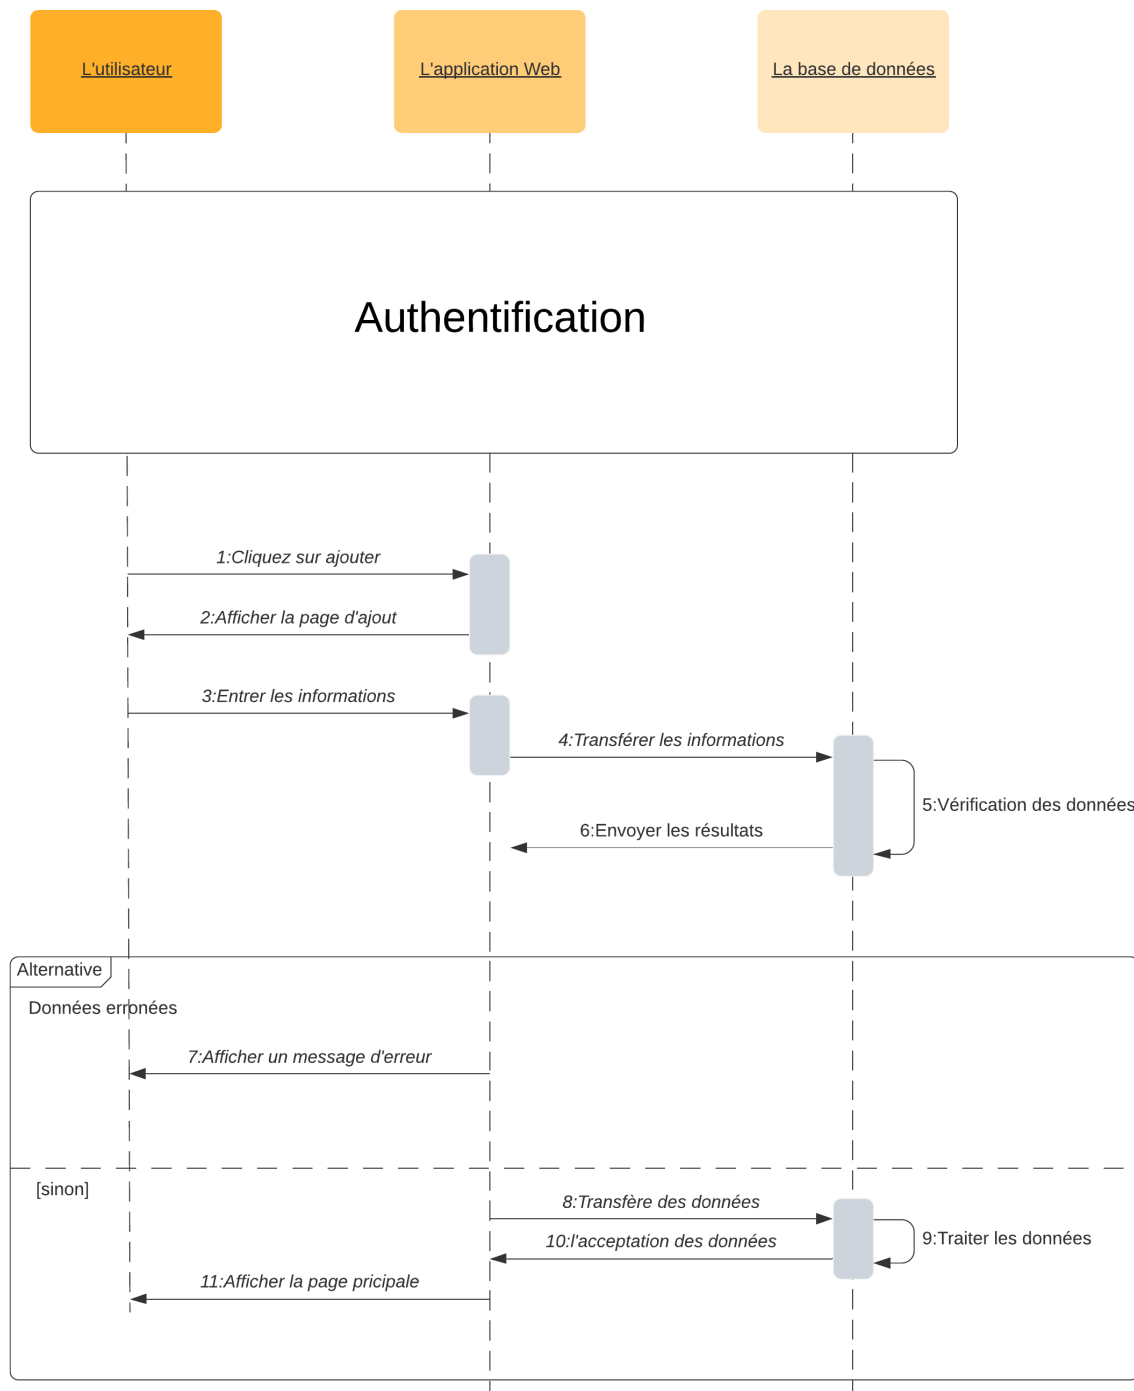 L'utilisateur
L'application Web
La base de données
Authentification
1:Cliquez sur ajouter
2:Afficher la page d'ajout
3:Entrer les informations
4:Transférer les informations
5:Vérification des données
6:Envoyer les résultats
Alternative
Données erronées
7:Afficher un message d'erreur
[sinon]
8:Transfère des données
9:Traiter les données
10:l'acceptation des données
11:Afficher la page pricipale